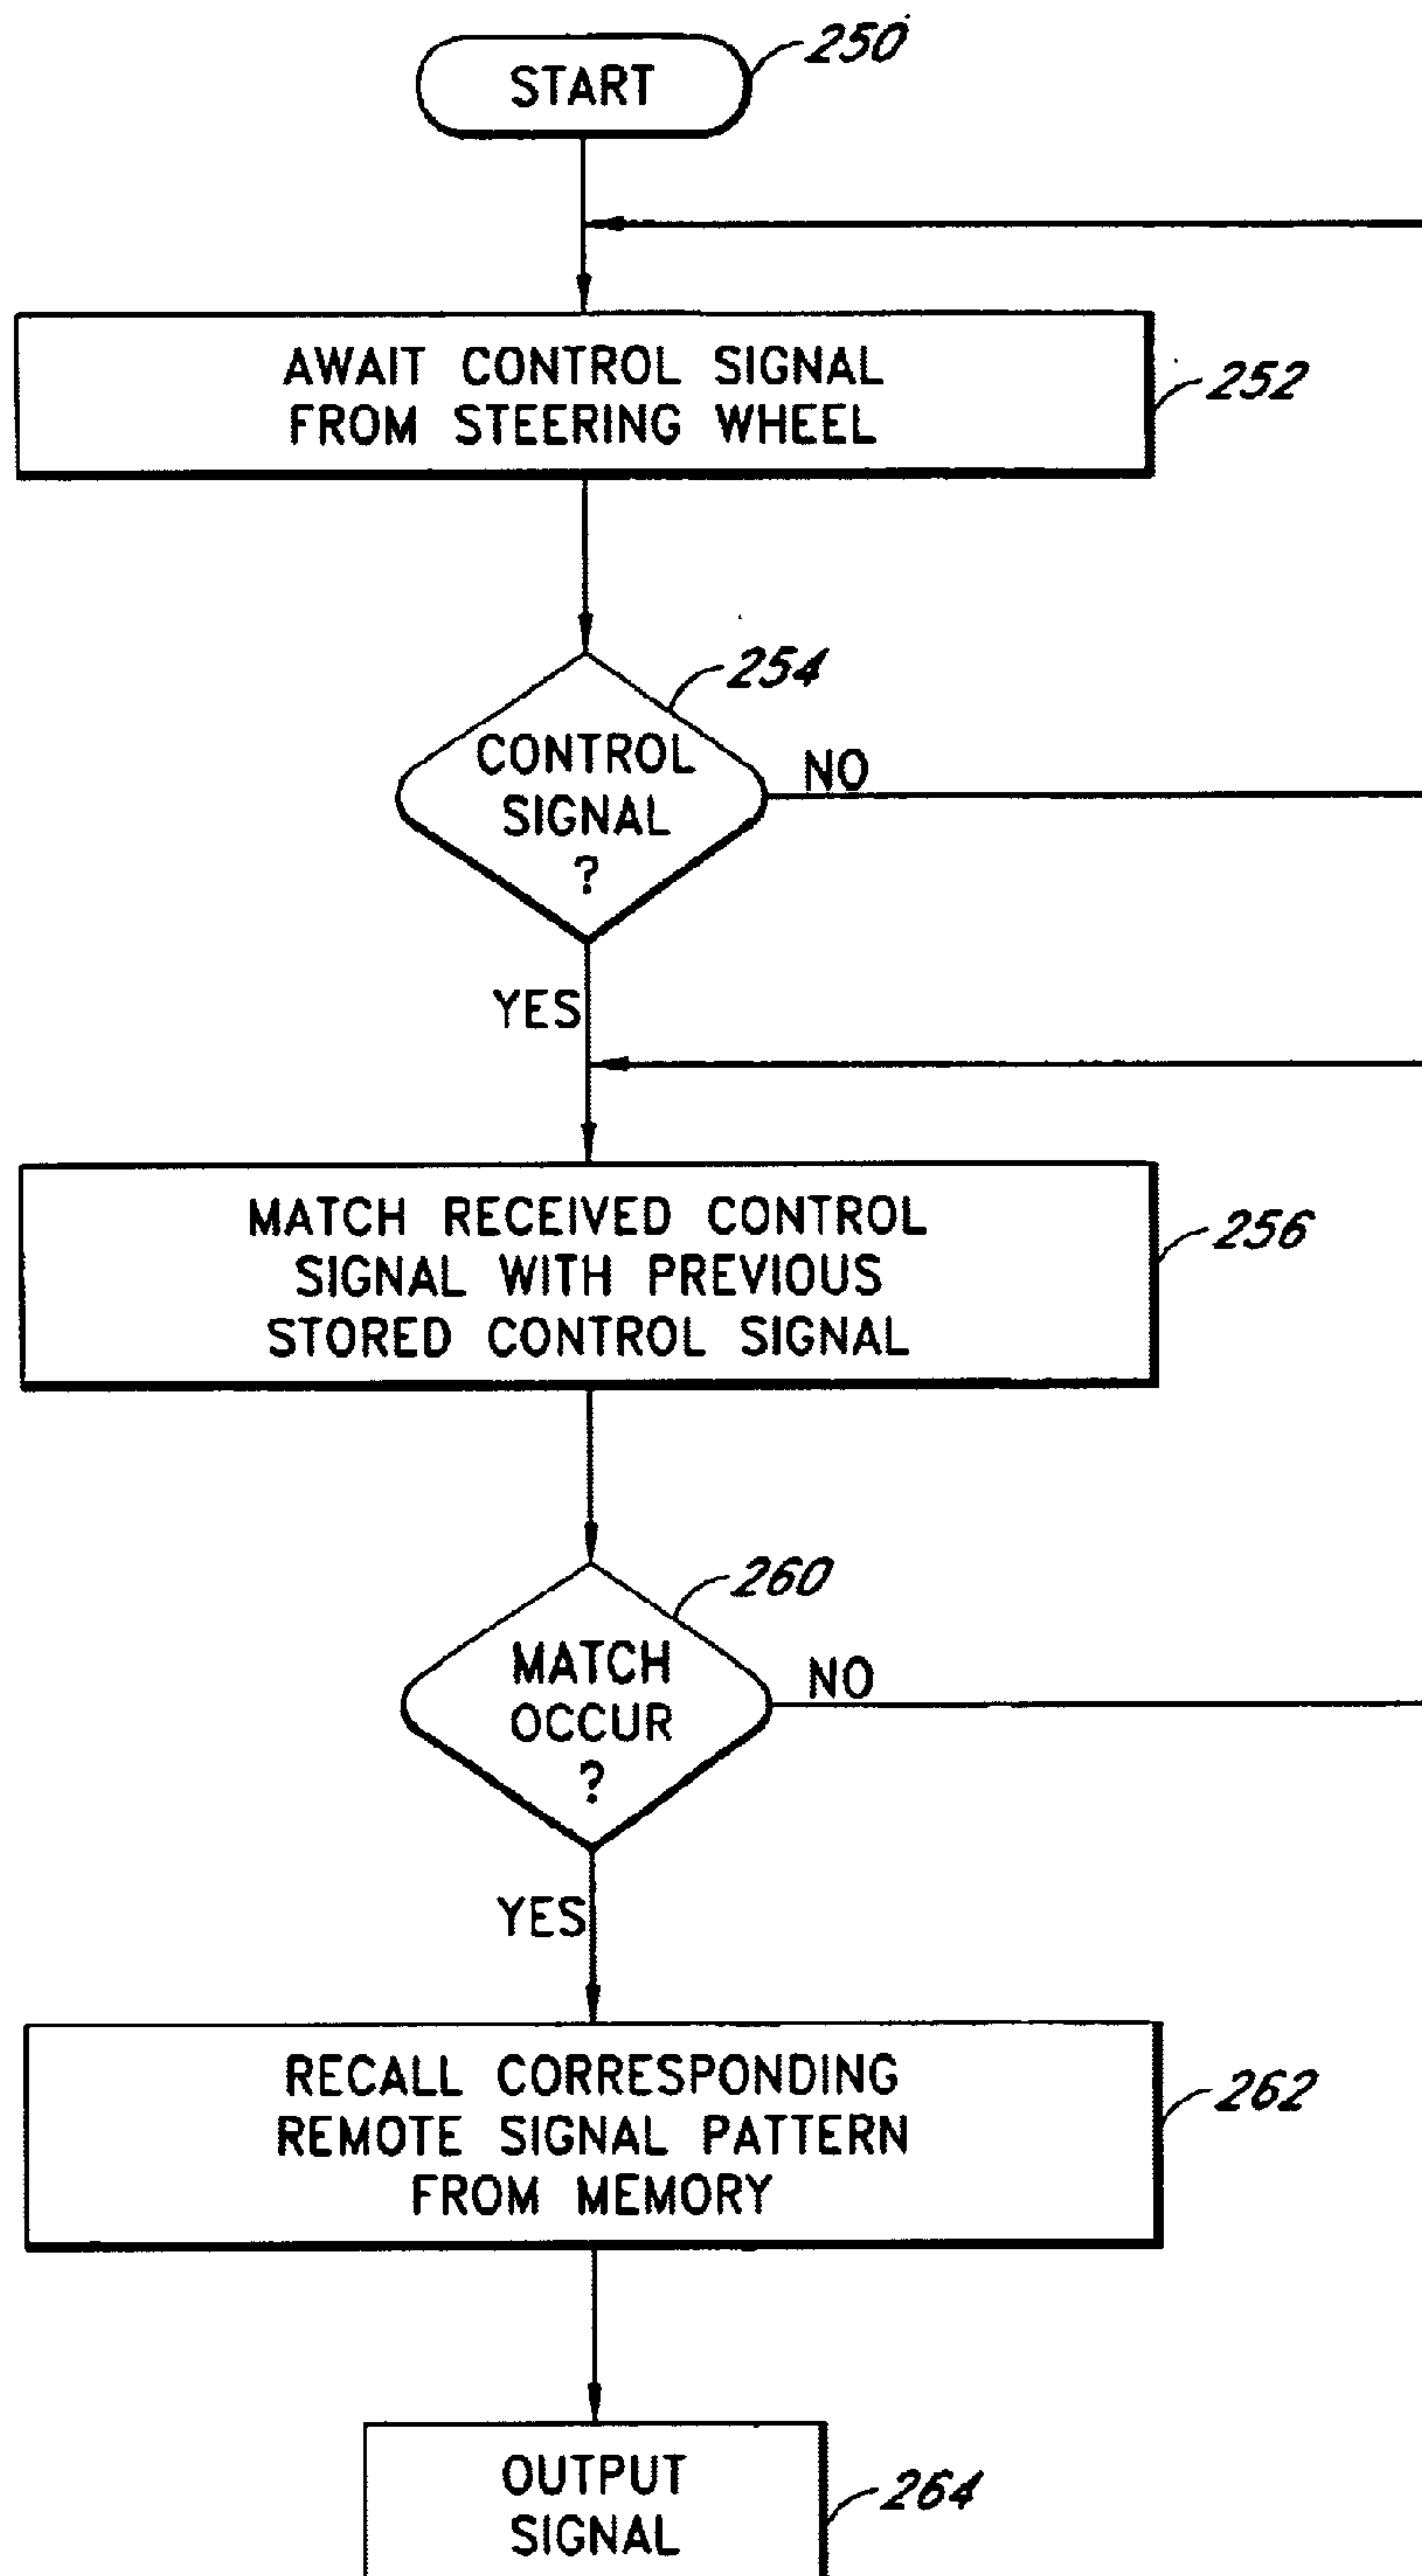 START
250
AWAIT CONTROL SIGNAL
FROM STEERING WHEEL
252
254
CONTROL
SIGNAL
?
NO
YES
MATCH RECEIVED CONTROL
SIGNAL WITH PREVIOUS
STORED CONTROL SIGNAL
256
260
MATCH
OCCUR
?
NO
YES
RECALL CORRESPONDING
REMOTE SIGNAL PATTERN
FROM MEMORY
262
OUTPUT
SIGNAL
264